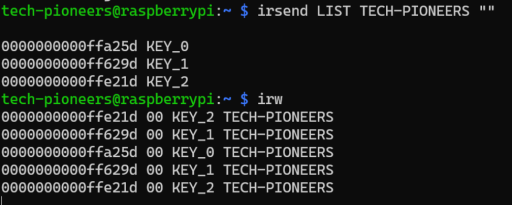 tech-pioneers@raspberrypi:~ $ irsend LIST TECH-PIONEERS ""
0000000000ffa25d KEY_0
0000000000ff629d KEY_1
0000000000ffe21d KEY_2
tech-pioneers@raspberrypi:~ $ irw
0000000000ffe21d 00 KEY_2 TECH-PIONEERS
0000000000ff629d 00 KEY_1 TECH-PIONEERS
0000000000ffa25d 00 KEY_0 TECH-PIONEERS
0000000000ff629d 00 KEY_1 TECH-PIONEERS
0000000000ffe21d 00 KEY_2 TECH-PIONEERS